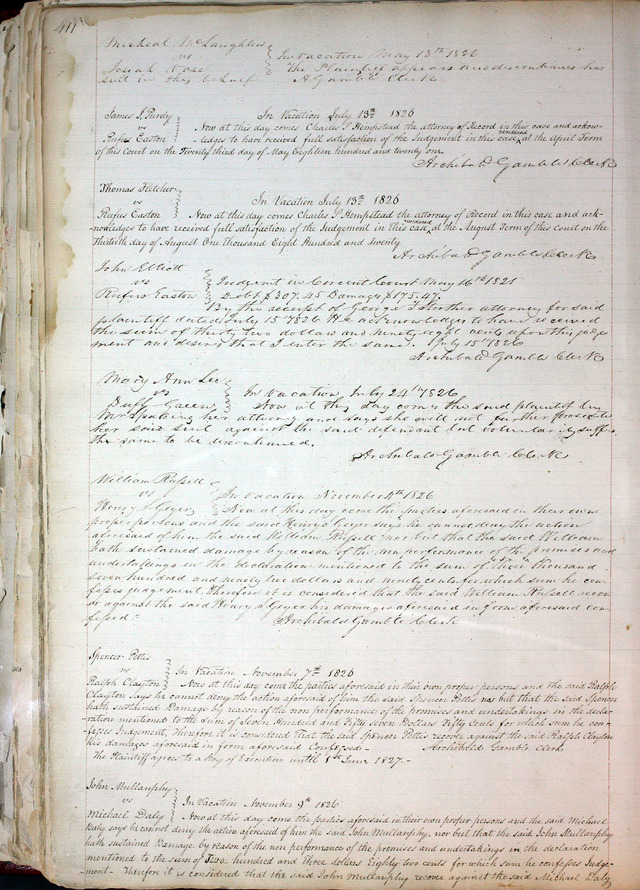 411
Micheal McLaughlin
vs
In Vacation May 13th 1826
Josiah
The Plaintiff appears and discontinues his
suit in this behalf A Gamble Clerk
James S. Purdy
vs
In Vacation July 13th 1826
Rufus Easton
Now at this day comes Charles S Hempstead the attorney of Record in this case and acknow-
-ledges to have received full satisfaction of the Judgement in this case rendered at the April Term
of this Court on the Twenty third day of May Eighteen hundred and twenty one.
Archibald Gamble Clerk
Thomas Fletcher
vs
In Vacation July 13th 1826
Rufus Easton
Now at this day comes Charles S Hempstead the attorney of Record in this case and ack-
nowledges to have received full satisfaction of the Judgement in this case rendered at the August Term of this court on the
Thirtieth day of August One thousand Eight Hundred and Twenty
Archibald Gamble Clerk
John Elliott
vs
Judgment in Circuit Court May 16th 1821
Rufus Easton
Debt $307.45 Damages $175.47.
By the receipt of George F Strother attorney for said
plaintiff dated July 15th 1826 He acknowledges to have received
the sum of thirty two dollars and ninety eight cents upon this judge
ment and desires that I enter the same. July 15th 1826
Archibald Gamble Clerk
Mary Ann Lee
vs
In Vacation July 24th 1826
Duff Green
Now at this day comes the said plaintiff by
her attorney and says she will not further prosecute
her said suit against the said defendant but voluntarily suffers
the same to be discontinued.
Archibald Gamble Clerk
William Russell
vs
In Vacation November 4th 1826
Henry S Geyer
Now at this day come the parties aforesaid in their own
proper persons and the said Henry S Geyer says he cannot deny the action
aforesaid of him the said William Russell nor but that the said William
hath sustained damage by reason of the non performance of the promises and
undertakings in the declaration mentioned to the sum of thousand
seven hundred and ninety two dollars and ninety cents for which sum he con-
fesses judgement. Therefore it is considered that the said William Russell recov-
er against the said Henry S Geyer his damages aforesaid in form aforesaid con-
fessed.
Archibald Gamble Clerk
Spencer Pettis
vs
In Vacation November 7th 1826
Ralph Clayton
Now at this day come the parties aforesaid in their own proper persons and the said Ralph
Clayton says he cannot deny the action aforesaid of him the said Spencer Pettis nor but that the said Spencer
hath sustained Damage by reason of the non performance of the promises and undertakings in the decla-
ration mentioned to the sum of Seven Hundred and Fifty seven Dollars Fifty Cents for which sum he con-
fesses Judgment, Therefore it is considered That the said Spencer Pettis recover against the said Ralph Clayton
his damages aforesaid in form aforesaid Confessed - Archibald Gamble Clerk
The Plaintiff agrees to a stay of Execution until 1st June 1827 -
John Mullanphy
vs
In Vacation November 9th 1826
Michael Daly
Now at this day come the parties aforesaid in their own proper persons and the said Michael
Daly says he cannot deny the action aforesaid of him the said John Mullanphy, nor but that the said John Mullanphy
hath sustained Damage by reason of the non performance of the promises and undertakings in the declaration
mentioned to the sum of Two hundred and three dollars Eighty two cents for which sum he confesses Judge-
ment - Therefore it is considered that the said John Mullanphy recover against the said Michael Daly